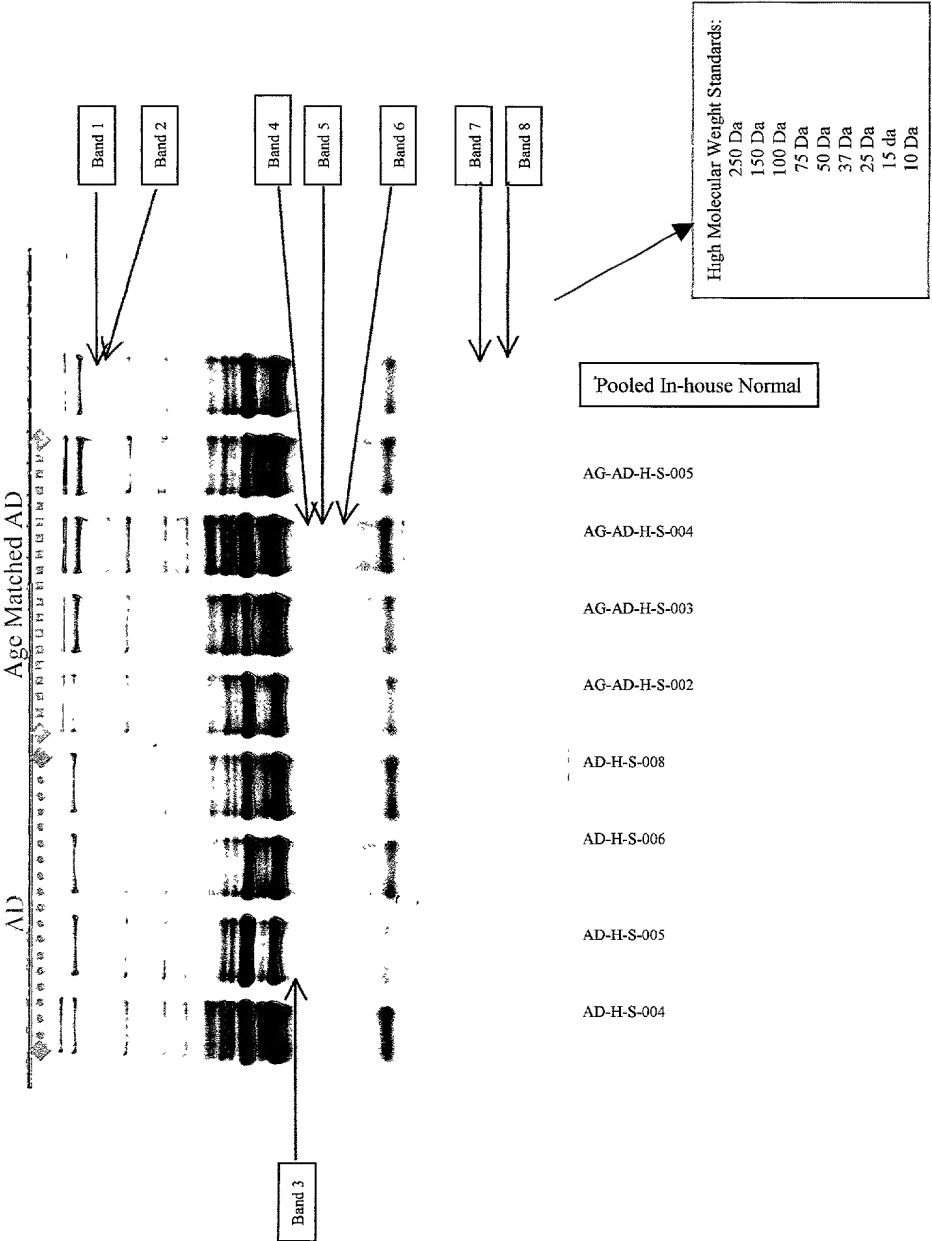 AD
Age Matched AD
Band 1
Band 2
Band 3
Band 4
Band 5
Band 6
Band 7
Band 8
Pooled In-house Normal
AG-AD-H-S-005
AG-AD-H-S-004
AG-AD-H-S-003
AG-AD-H-S-002
AD-H-S-008
AD-H-S-006
AD-H-S-005
AD-H-S-004
High Molecular Weight Standards:
250 Da
150 Da
100 Da
75 Da
50 Da
37 Da
25 Da
15 da
10 Da